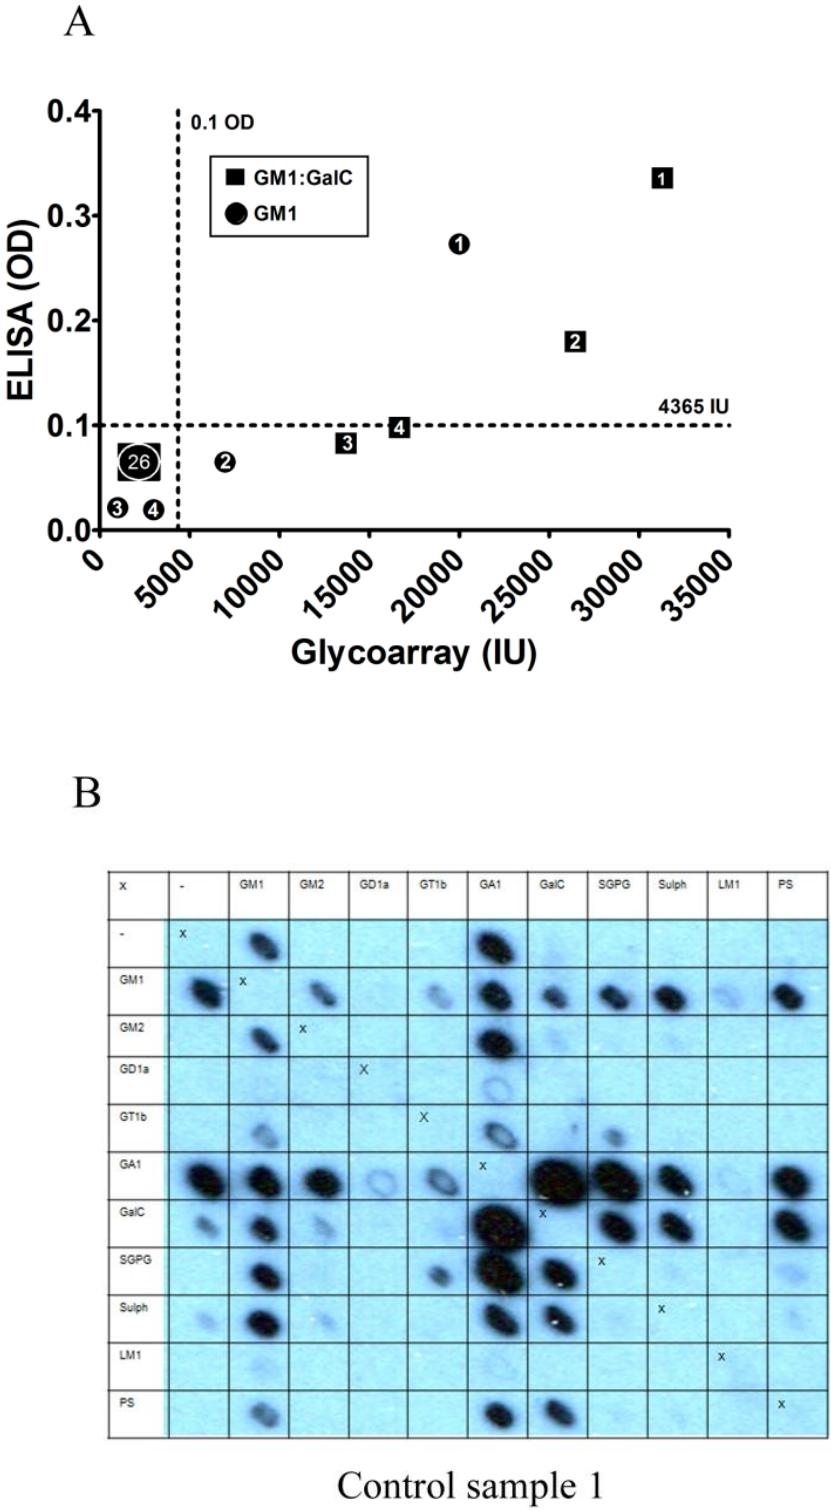 A
0.4
0.1 OD
GM1:GalC
GM1
1
0.3
1
ELISA (OD)
0.2
2
4365 IU
0.1
4
3
26
2
3
4
0.0
0
5000
10000
15000
20000
25000
30000
35000
Glycoarray (IU)
B
x - GM1 GM2 GD1a GT1b GA1 GalC SGPG Sulph LM1 PS
- x
GM1 x
GM2 x
GD1a X
GT1b X
GA1 x
GalC x
SGPG x
Sulph x
LM1 x
PS x
Control sample 1